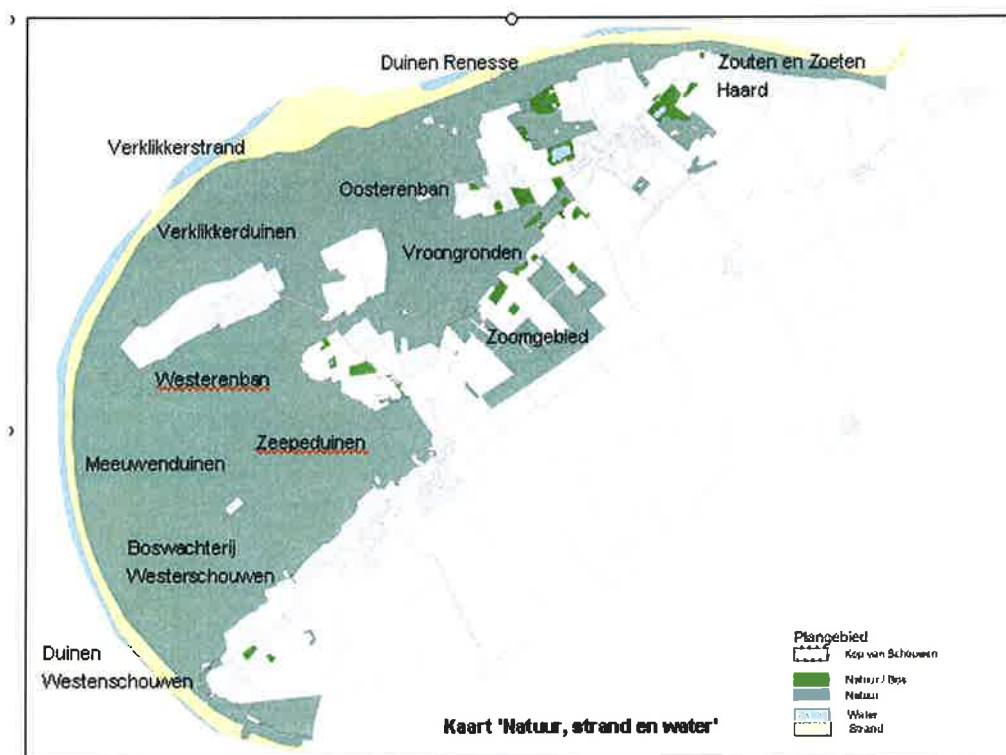 Duinen Renesse
Zouten en Zoeten
Haard
Verklikkerstrand
Oosterenban
Verklikkerduinen
Vroongronden
Zoomgebied
Westerenban
Zeepeduinen
Meeuwenduinen
Boswachterij
Westerschouwen
Duinen
Westenschouwen
Plangebied
Kop van Schouwen
Natuur / Bos
Natuur
Water
Strand
Kaart 'Natuur, strand en water'